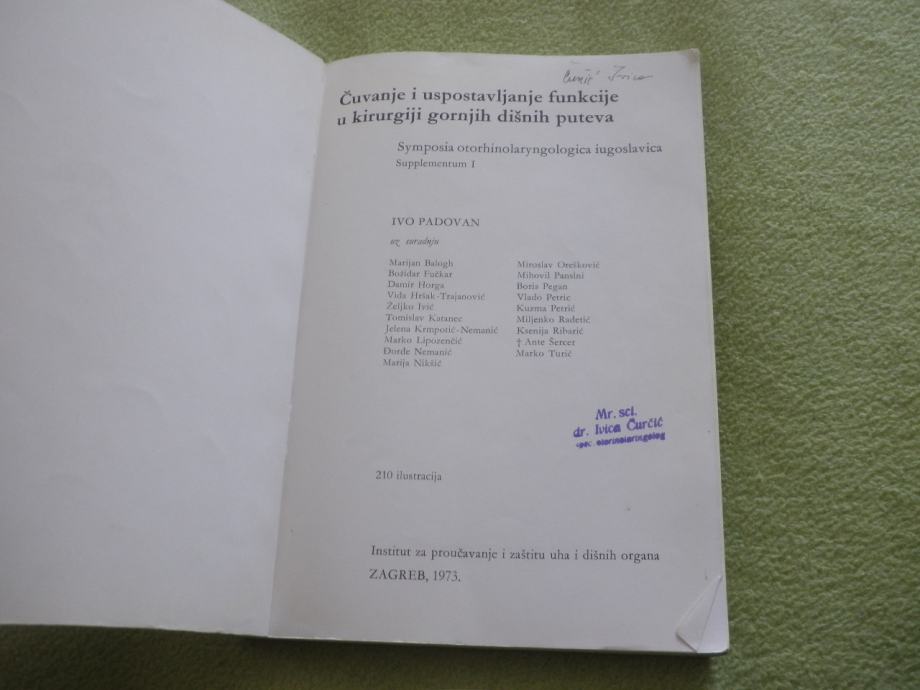 Ivica
Čuvanje i uspostavljanje funkcije
u kirurgiji gornjih dišnih puteva
Symposia otorhinolaryngologica iugoslavica
Supplementum I
IVO PADOVAN
uz suradnju
Marijan Balogh
Božidar Fučkar
Damir Horga
Vida Hršak-Trajanović
Željko Ivić
Tomislav Katanec
Jelena Krmpotić-Nemanić
Marko Lipozenčić
Đorđe Nemanić
Marija Nikšić
Miroslav Orešković
Mihovil Pansini
Boris Pegan
Vlado Petric
Kuzma Petrić
Miljenko Radetić
Ksenija Ribarić
† Ante Šercer
Marko Turić
Mr. sci.
dr. Ivica Čurčić
spec. otorinolaringolog
210 ilustracija
Institut za proučavanje i zaštitu uha i dišnih organa
ZAGREB, 1973.